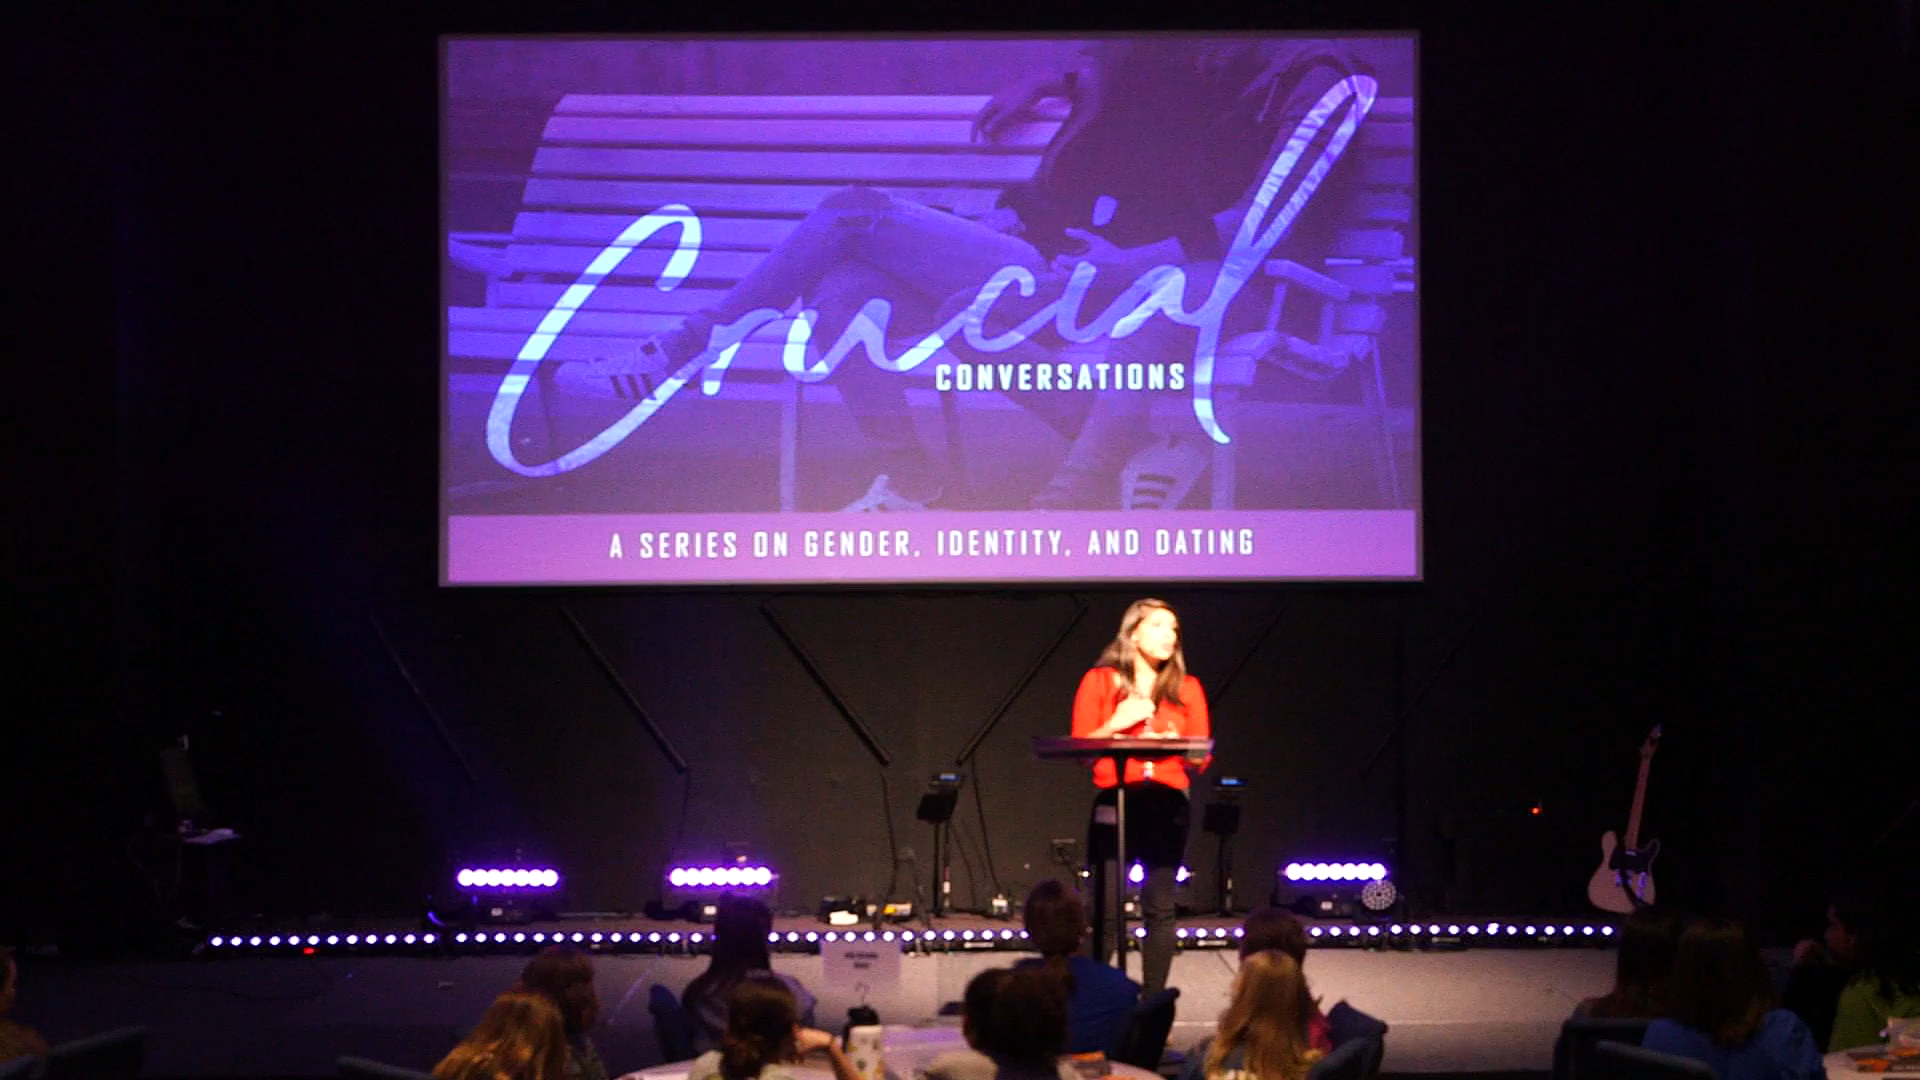 Crucial
CONVERSATIONS
A SERIES ON GENDER, IDENTITY, AND DATING